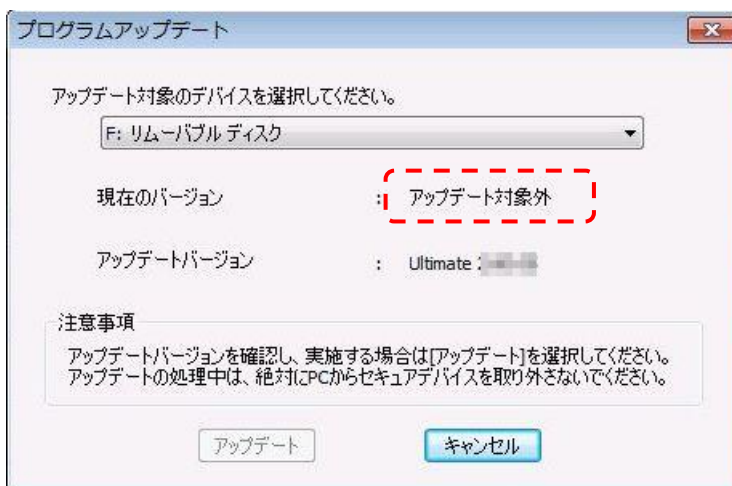 プログラムアップデート
アップデート対象のデバイスを選択してください。
F: リムーバブル ディスク
現在のバージョン : アップデート対象外
アップデートバージョン : Ultimate
注意事項
アップデートバージョンを確認し、実施する場合は[アップデート]を選択してください。
アップデートの処理中は、絶対にPCからセキュアデバイスを取り外さないでください。
アップデート キャンセル